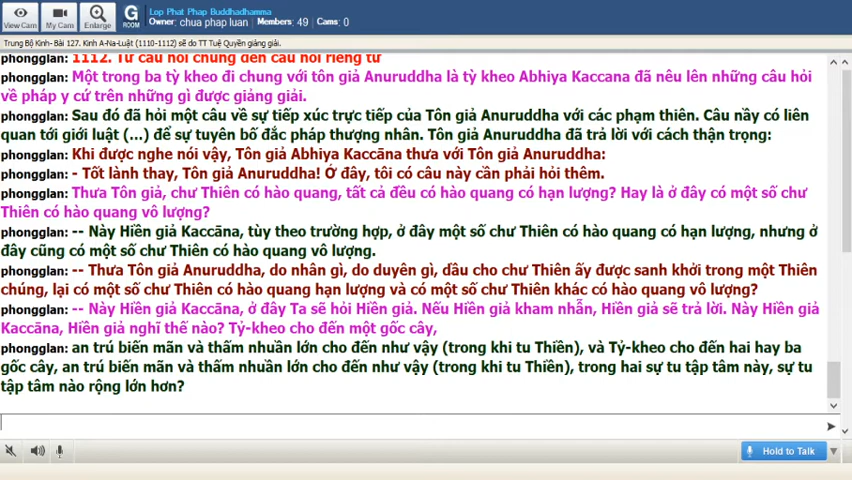 View Cam
My Cam
Enlarge
G
ROOM
Lop Phat Phap Buddhadhamma
Owner: chua phap luan Members: 49 Cams: 0
Trung Bộ Kinh- Bài 127. Kinh A-Na-Luật (1110-1112) sẽ do TT Tuệ Quyền giảng giải.
phongglan: 1112. Từ câu hỏi chung đến câu hỏi riêng tư
phongglan: Một trong ba tỳ kheo đi chung với tôn giả Anuruddha là tỳ kheo Abhiya Kaccana đã nêu lên những câu hỏi
về pháp y cứ trên những gì được giảng giải.
phongglan: Sau đó đã hỏi một câu về sự tiếp xúc trực tiếp của Tôn giả Anuruddha với các phạm thiên. Câu nầy có liên
quan tới giới luật (...) để sự tuyên bố đắc pháp thượng nhân. Tôn giả Anuruddha đã trả lời với cách thận trọng:
phongglan: Khi được nghe nói vậy, Tôn giả Abhiya Kaccāna thưa với Tôn giả Anuruddha:
phongglan: - Tốt lành thay, Tôn giả Anuruddha! Ở đây, tôi có câu này cần phải hỏi thêm.
phongglan: Thưa Tôn giả, chư Thiên có hào quang, tất cả đều có hào quang có hạn lượng? Hay là ở đây có một số chư
Thiên có hào quang vô lượng?
phongglan: -- Này Hiền giả Kaccāna, tùy theo trường hợp, ở đây một số chư Thiên có hào quang có hạn lượng, nhưng ở
đây cũng có một số chư Thiên có hào quang vô lượng.
phongglan: -- Thưa Tôn giả Anuruddha, do nhân gì, do duyên gì, dầu cho chư Thiên ấy được sanh khởi trong một Thiên
chúng, lại có một số chư Thiên có hào quang hạn lượng và có một số chư Thiên khác có hào quang vô lượng?
phongglan: -- Này Hiền giả Kaccāna, ở đây Ta sẽ hỏi Hiền giả. Nếu Hiền giả kham nhẫn, Hiền giả sẽ trả lời. Này Hiền giả
Kaccāna, Hiền giả nghĩ thế nào? Tỷ-kheo cho đến một gốc cây,
phongglan: an trú biến mãn và thấm nhuần lớn cho đến như vậy (trong khi tu Thiền), và Tỷ-kheo cho đến hai hay ba
gốc cây, an trú biến mãn và thấm nhuần lớn cho đến như vậy (trong khi tu Thiền), trong hai sự tu tập tâm này, sự tu
tập tâm nào rộng lớn hơn?
Hold to Talk